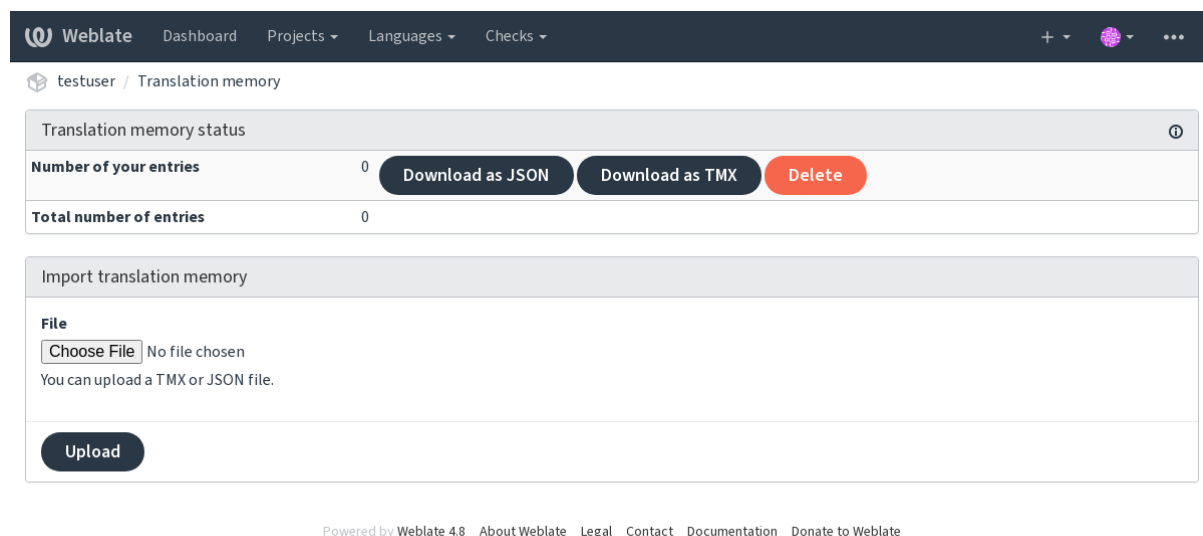 Weblate Dashboard Projects Languages Checks
testuser / Translation memory
Translation memory status
Number of your entries 0 Download as JSON Download as TMX Delete
Total number of entries 0
Import translation memory
File
Choose File No file chosen
You can upload a TMX or JSON file.
Upload
Powered by Weblate 4.8 About Weblate Legal Contact Documentation Donate to Weblate